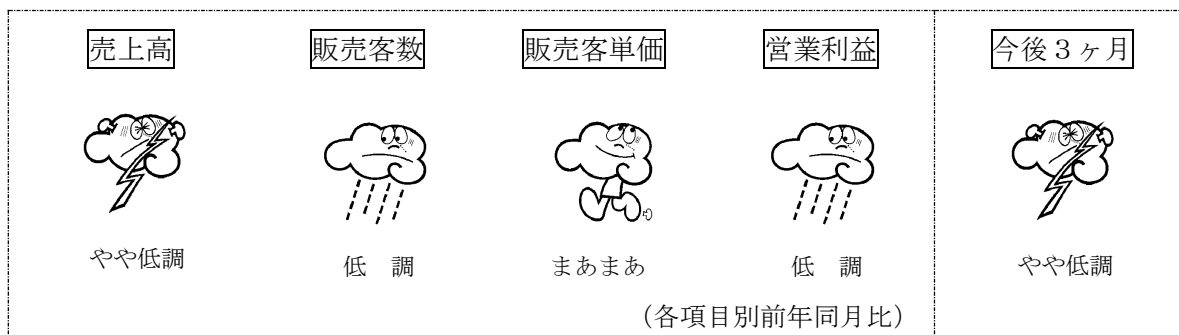 売上高 販売客数 販売客単価 営業利益 今後３ヶ月
やや低調 低　調 まあまあ 低　調 やや低調
（各項目別前年同月比）